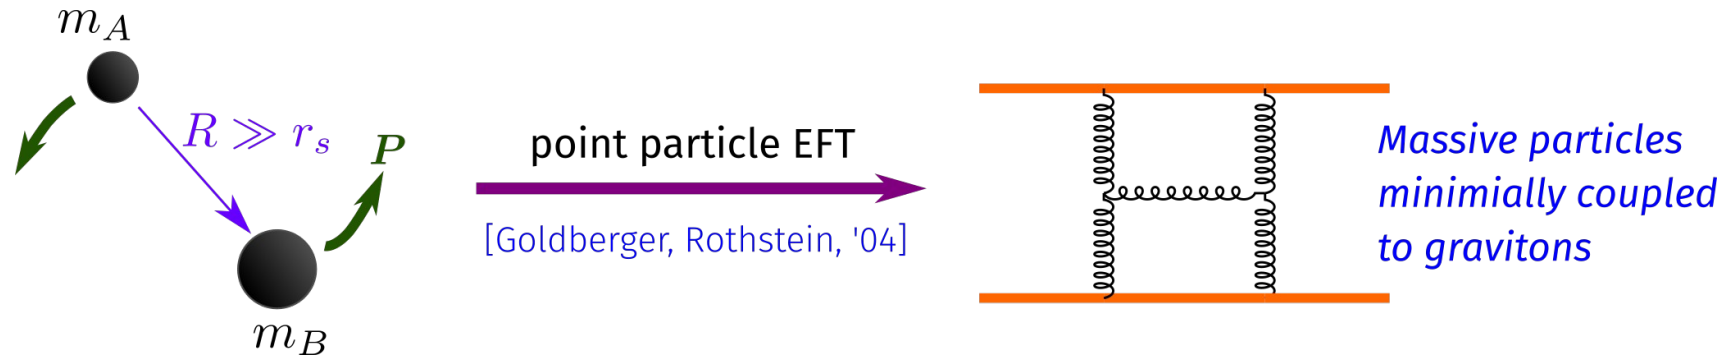 m_A
R ≫ r_s
P
m_B
point particle EFT
[Goldberger, Rothstein, '04]
Massive particles
minimially coupled
to gravitons